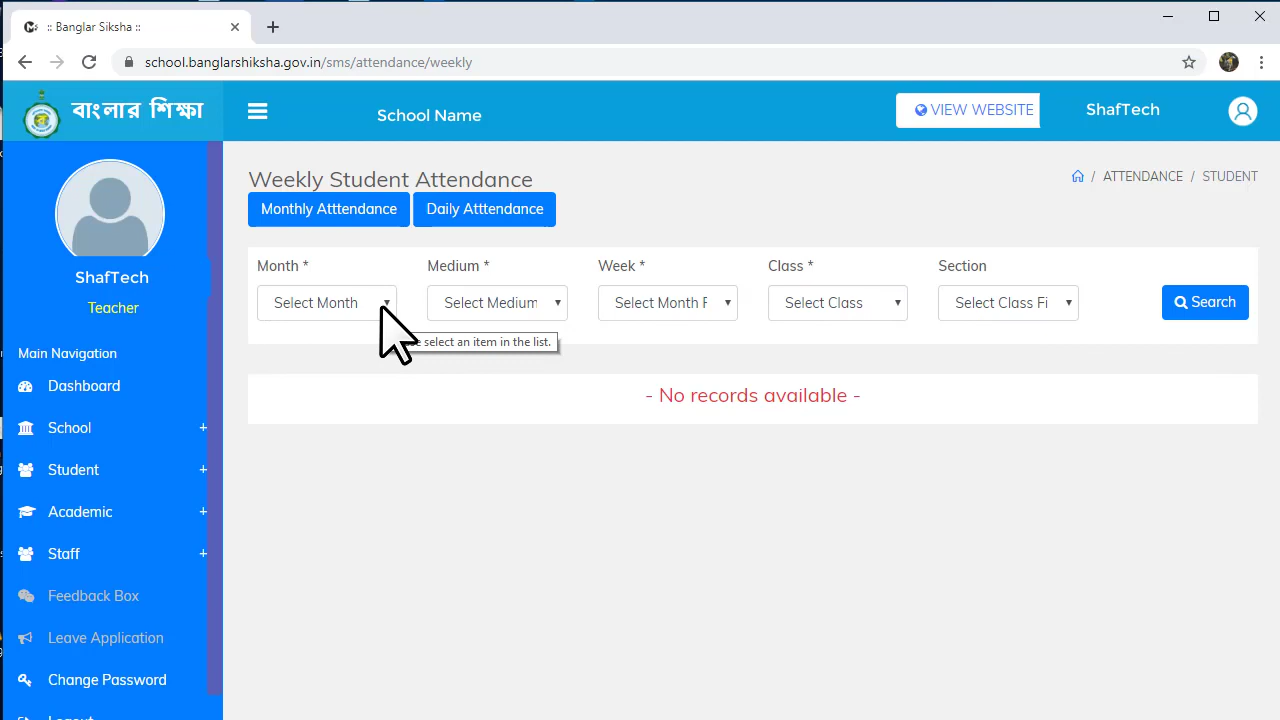 :: Banglar Siksha ::
school.banglarshiksha.gov.in/sms/attendance/weekly
বাংলার শিক্ষা
School Name
VIEW WEBSITE
ShafTech
ShafTech
Teacher
Main Navigation
Dashboard
School +
Student +
Academic +
Staff +
Feedback Box
Leave Application
Change Password
Logout
Weekly Student Attendance
/ ATTENDANCE / STUDENT
Monthly Atttendance
Daily Atttendance
Month * Medium * Week * Class * Section
Select Month Select Medium Select Month F Select Class Select Class Fi Search
select an item in the list.
- No records available -